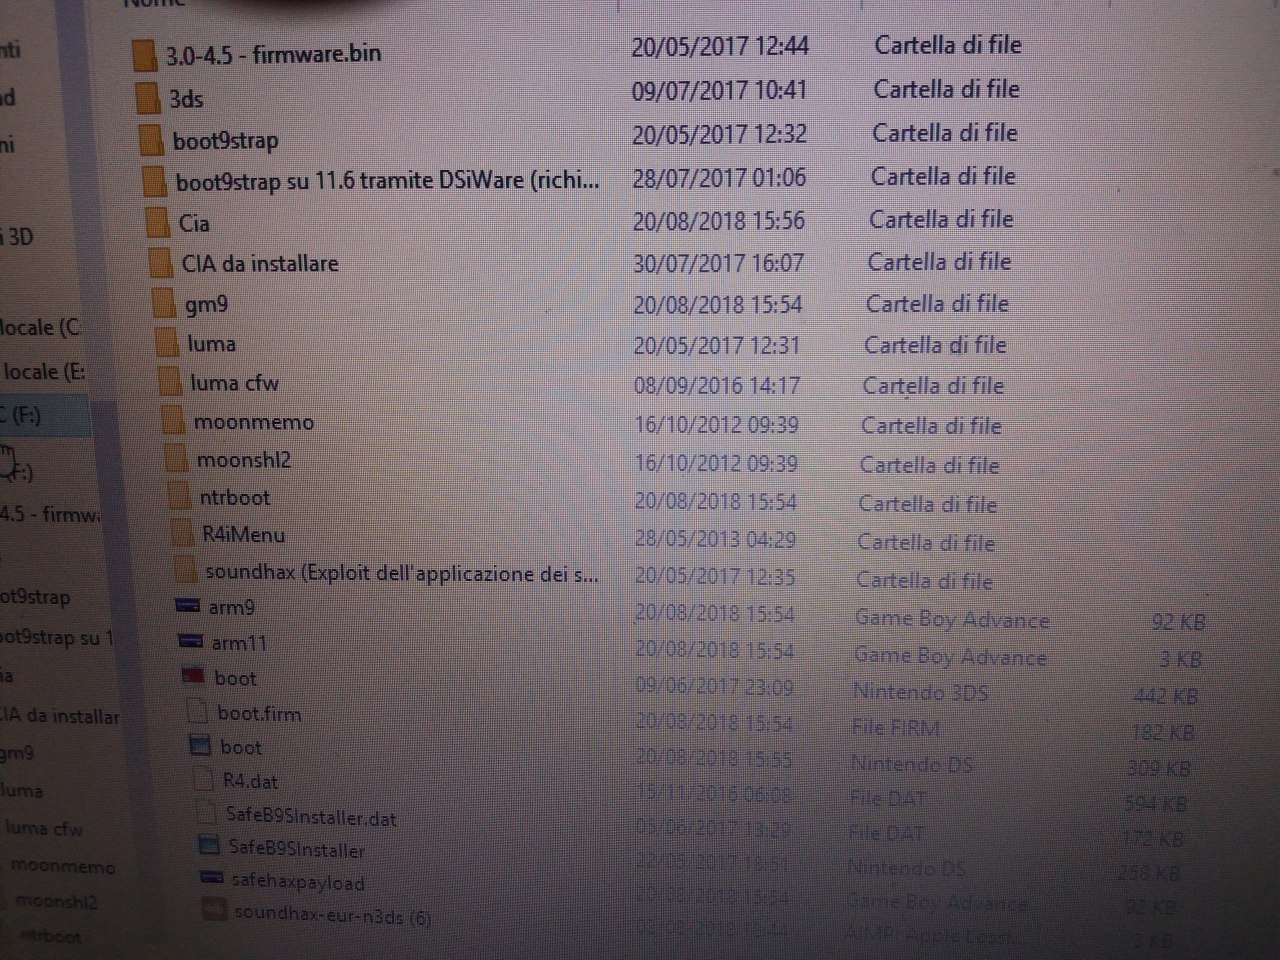 Nome
3.0-4.5 - firmware.bin 20/05/2017 12:44 Cartella di file
3ds 09/07/2017 10:41 Cartella di file
boot9strap 20/05/2017 12:32 Cartella di file
boot9strap su 11.6 tramite DSiWare (richi... 28/07/2017 01:06 Cartella di file
Cia 20/08/2018 15:56 Cartella di file
CIA da installare 30/07/2017 16:07 Cartella di file
gm9 20/08/2018 15:54 Cartella di file
luma 20/05/2017 12:31 Cartella di file
luma cfw 08/09/2016 14:17 Cartella di file
moonmemo 16/10/2012 09:39 Cartella di file
moonshl2 16/10/2012 09:39 Cartella di file
ntrboot 20/08/2018 15:54 Cartella di file
R4iMenu 28/05/2013 04:29 Cartella di file
soundhax (Exploit dell'applicazione dei s... 20/05/2017 12:35 Cartella di file
arm9 20/08/2018 15:54 Game Boy Advance 92 KB
arm11 20/08/2018 15:54 Game Boy Advance 3 KB
boot 09/06/2017 23:09 Nintendo 3DS 442 KB
boot.firm 20/08/2018 15:54 File FIRM 182 KB
boot 20/08/2018 15:55 Nintendo DS 309 KB
R4.dat 15/11/2016 06:08 File DAT 594 KB
SafeB9SInstaller.dat 05/06/2017 13:29 File DAT 172 KB
SafeB9SInstaller Nintendo DS 258 KB
safehaxpayload 20/08/2018 15:54 Game Boy Advance 92 KB
soundhax-eur-n3ds (6) 3 KB
nti
nd
ni
i 3D
locale (C
locale (E:
C (F:)
F:)
4.5 - firmwa
ot9strap
oot9strap su 1
ia
CIA da installar
gm9
luma
luma cfw
moonmemo
moonshl2
ntrboot